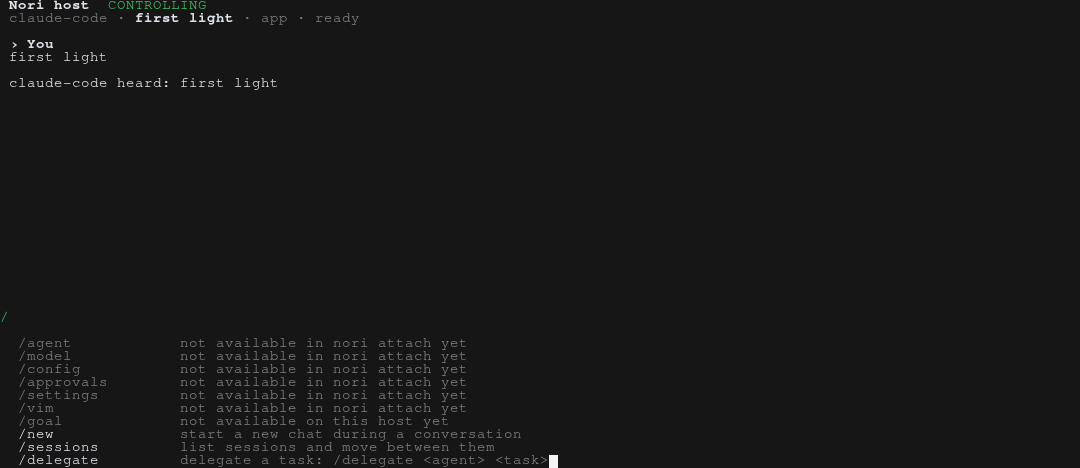 Nori host  CONTROLLING
claude-code · first light · app · ready
› You
first light
claude-code heard: first light
/
/agent            not available in nori attach yet
/model            not available in nori attach yet
/config           not available in nori attach yet
/approvals        not available in nori attach yet
/settings         not available in nori attach yet
/vim              not available in nori attach yet
/goal             not available on this host yet
/new              start a new chat during a conversation
/sessions         list sessions and move between them
/delegate         delegate a task: /delegate <agent> <task>